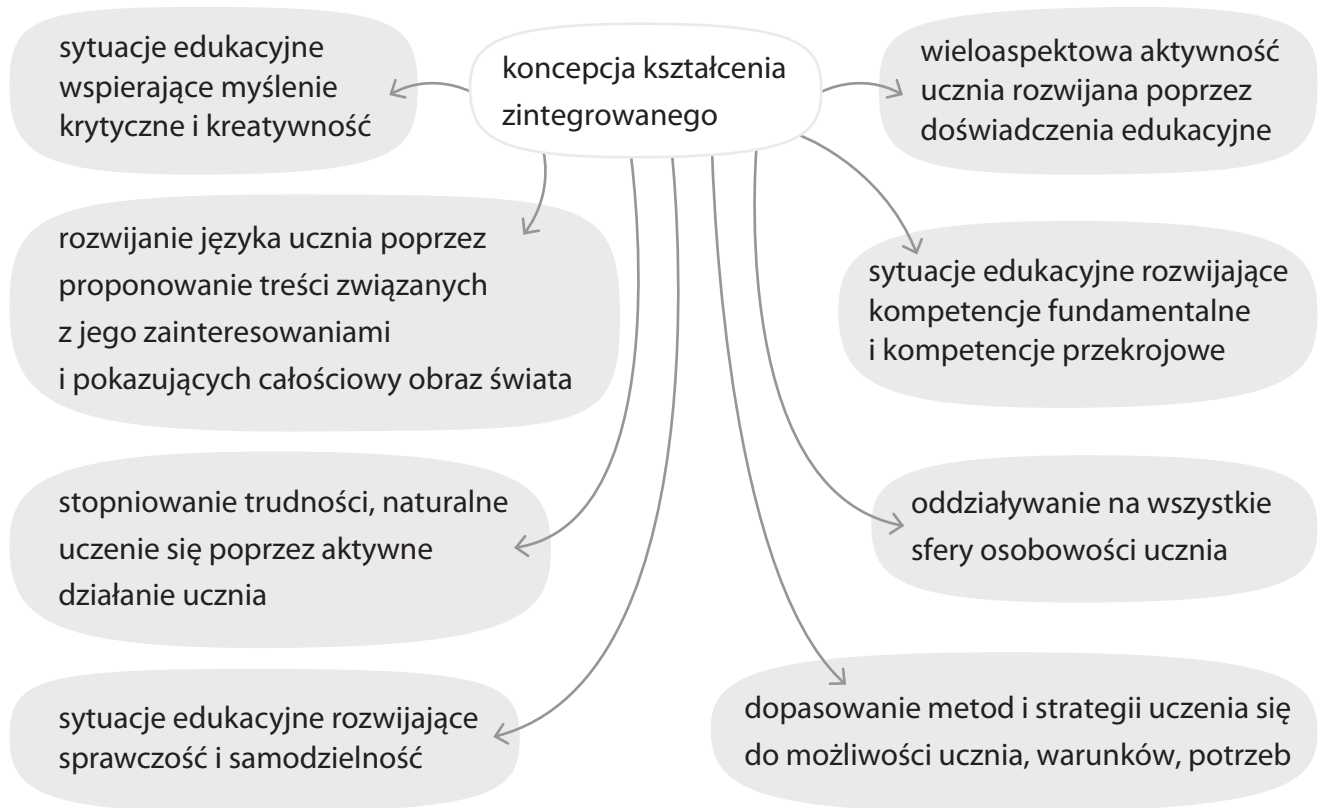 koncepcja kształcenia
zintegrowanego
sytuacje edukacyjne
wspierające myślenie
krytyczne i kreatywność
rozwijanie języka ucznia poprzez
proponowanie treści związanych
z jego zainteresowaniami
i pokazujących całościowy obraz świata
stopniowanie trudności, naturalne
uczenie się poprzez aktywne
działanie ucznia
sytuacje edukacyjne rozwijające
sprawczość i samodzielność
wieloaspektowa aktywność
ucznia rozwijana poprzez
doświadczenia edukacyjne
sytuacje edukacyjne rozwijające
kompetencje fundamentalne
i kompetencje przekrojowe
oddziaływanie na wszystkie
sfery osobowości ucznia
dopasowanie metod i strategii uczenia się
do możliwości ucznia, warunków, potrzeb